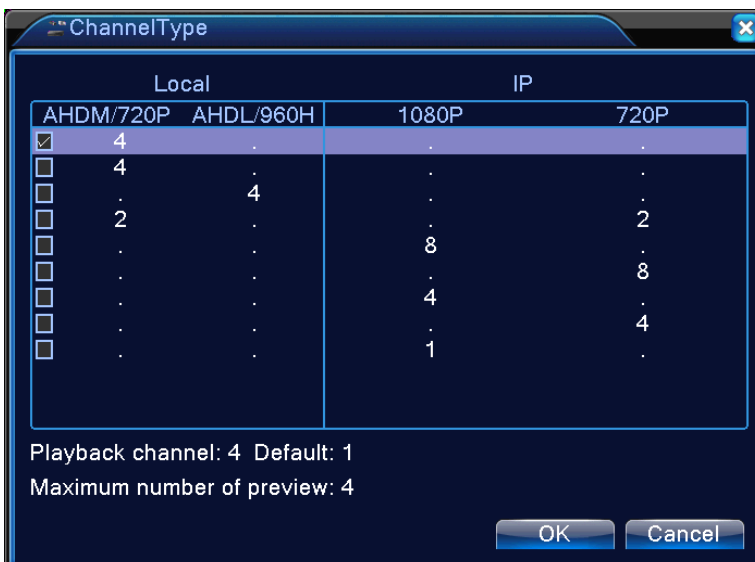 ChannelType
Local IP
AHDM/720P AHDL/960H 1080P 720P
4 . . .
4 . . .
. 4 . .
2 . . 2
. . 8 .
. . . 8
. . 4 .
. . . 4
. . 1 .
Playback channel: 4 Default: 1
Maximum number of preview: 4
OK Cancel